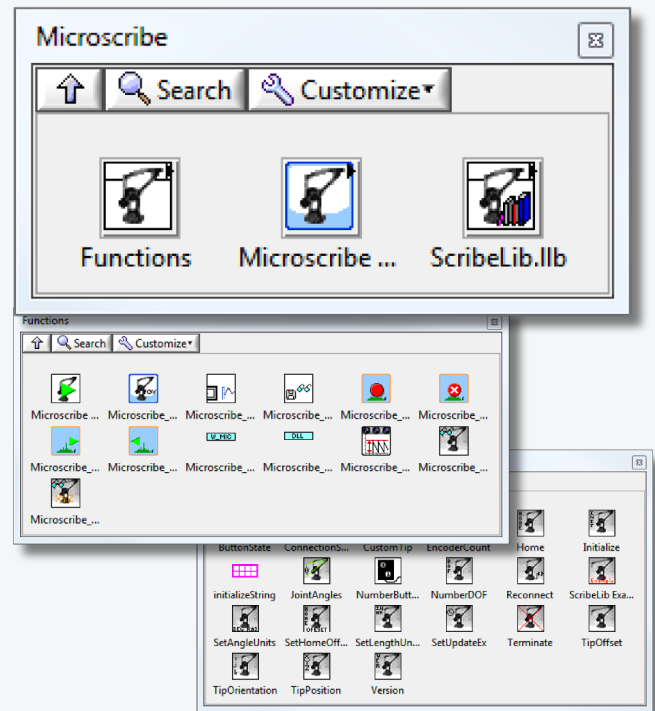 Microscribe
Search Customize
Functions Microscribe ... ScribeLib.llb
Functions
Search Customize
Microscribe ... Microscribe_... Microscribe_... Microscribe_... Microscribe_... Microscribe_...
W_MIC DLL
Microscribe_... Microscribe_... Microscribe_... Microscribe_... Microscribe_... Microscribe_...
Microscribe_...
ButtonState ConnectionS... CustomTip EncoderCount Home Initialize
initializeString JointAngles NumberButt... NumberDOF Reconnect ScribeLib Exa...
SetAngleUnits SetHomeOff... SetLengthUn... SetUpdateEx Terminate TipOffset
TipOrientation TipPosition Version